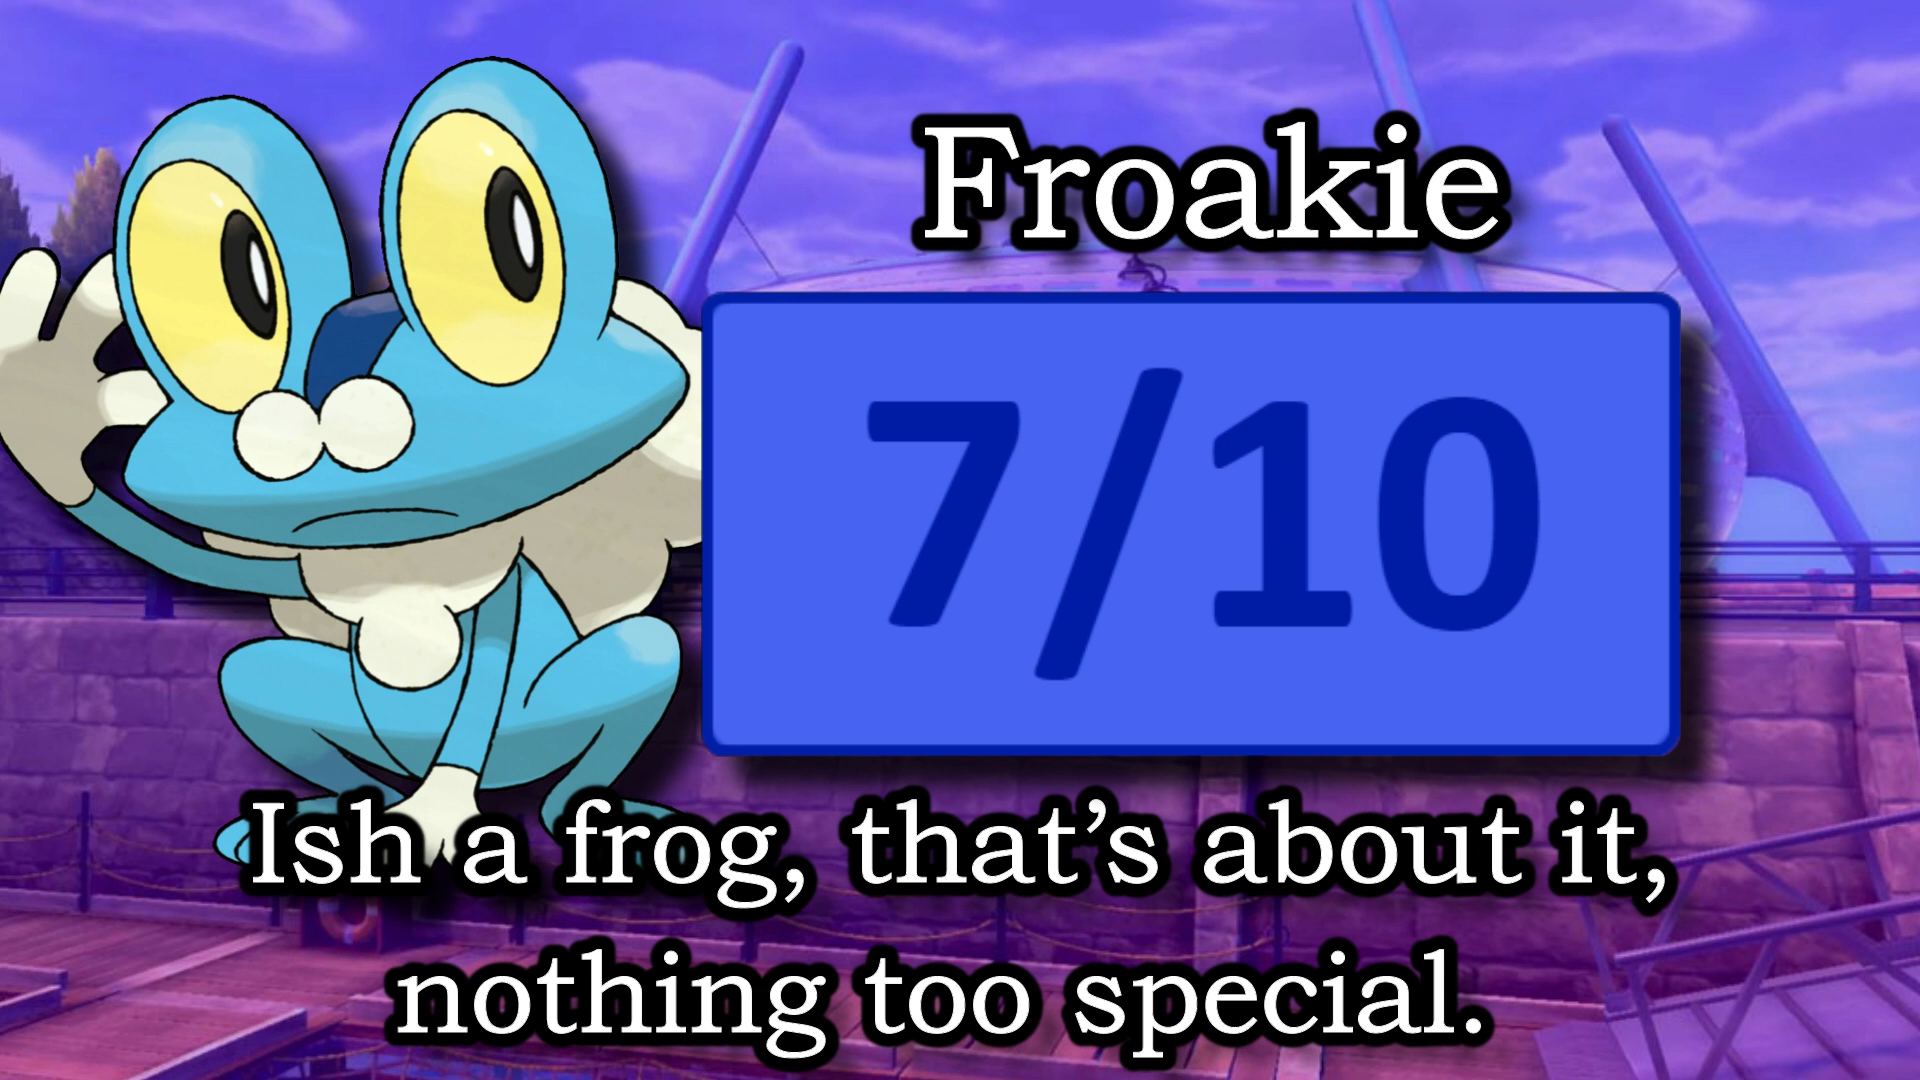 Froakie
7/10
Ish a frog, that’s about it,
nothing too special.